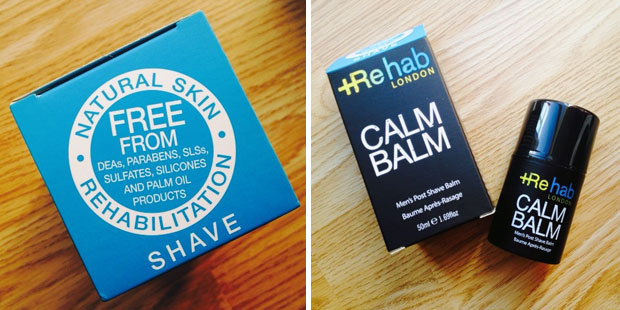 • NATURAL SKIN •
REHABILITATION
FREE
FROM
DEAs, PARABENS, SLSs,
SULFATES, SILICONES
AND PALM OIL
PRODUCTS
SHAVE
+Rehab
LONDON
CALM
BALM
Men's Post Shave Balm
Baume Après-Rasage
50ml e 1.69floz
+Rehab
LONDON
CALM
BALM
Men's Post Shave Balm
Baume Après-Rasage